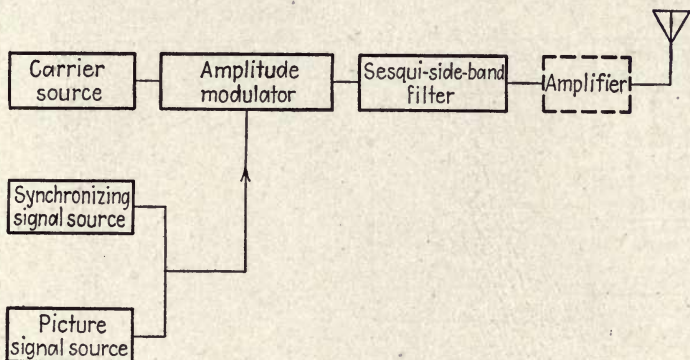 Carrier
source
Amplitude
modulator
Sesqui-side-band
filter
Amplifier
Synchronizing
signal source
Picture
signal source